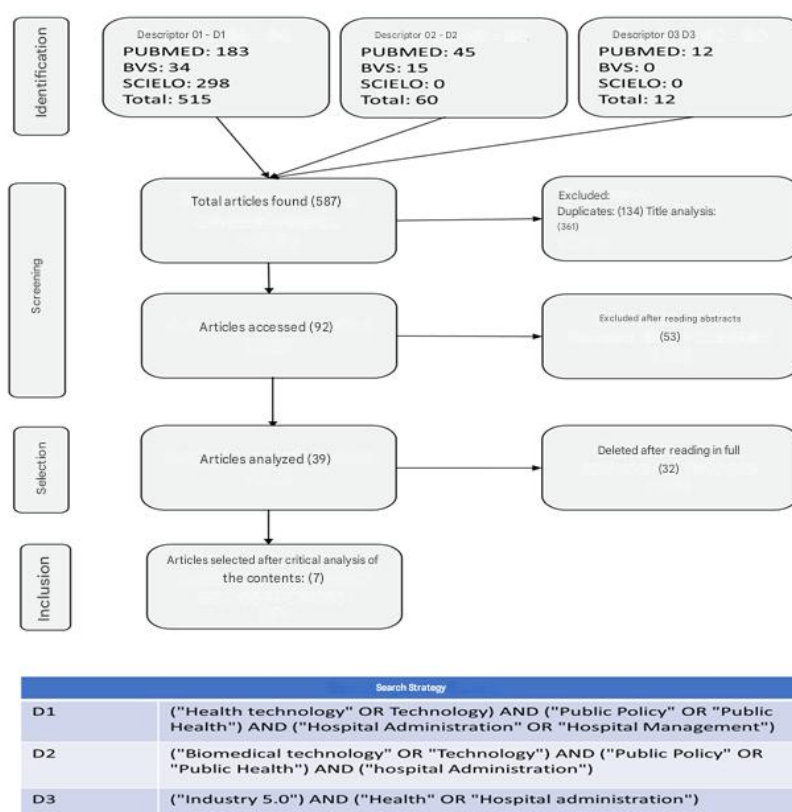 Identification
Descriptor 01 - D1
PUBMED: 183
BVS: 34
SCIELO: 298
Total: 515
Descriptor 02 - D2
PUBMED: 45
BVS: 15
SCIELO: 0
Total: 60
Descriptor 03 D3
PUBMED: 12
BVS: 0
SCIELO: 0
Total: 12
Screening
Total articles found (587)
Excluded:
Duplicates: (134) Title analysis:
(361)
Articles accessed (92)
Excluded after reading abstracts
(53)
Selection
Articles analyzed (39)
Deleted after reading in full
(32)
Inclusion
Articles selected after critical analysis of
the contents: (7)
Search Strategy
D1
("Health technology" OR Technology) AND ("Public Policy" OR "Public
Health") AND ("Hospital Administration" OR "Hospital Management")
D2
("Biomedical technology" OR "Technology") AND ("Public Policy" OR
"Public Health") AND ("hospital Administration")
D3
("Industry 5.0") AND ("Health" OR "Hospital administration")